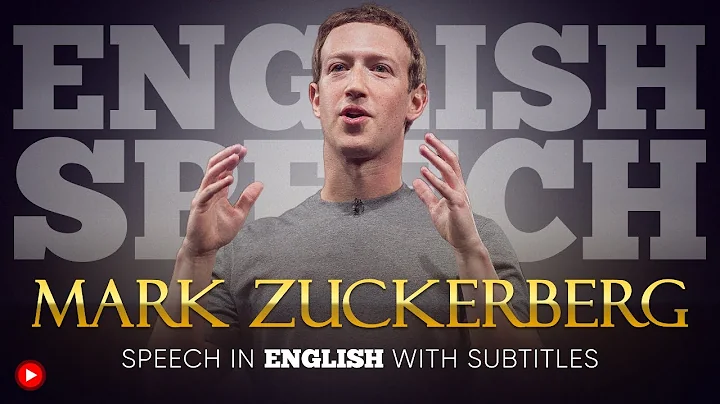 ENGLISH
SPEECH
MARK ZUCKERBERG
SPEECH IN ENGLISH WITH SUBTITLES